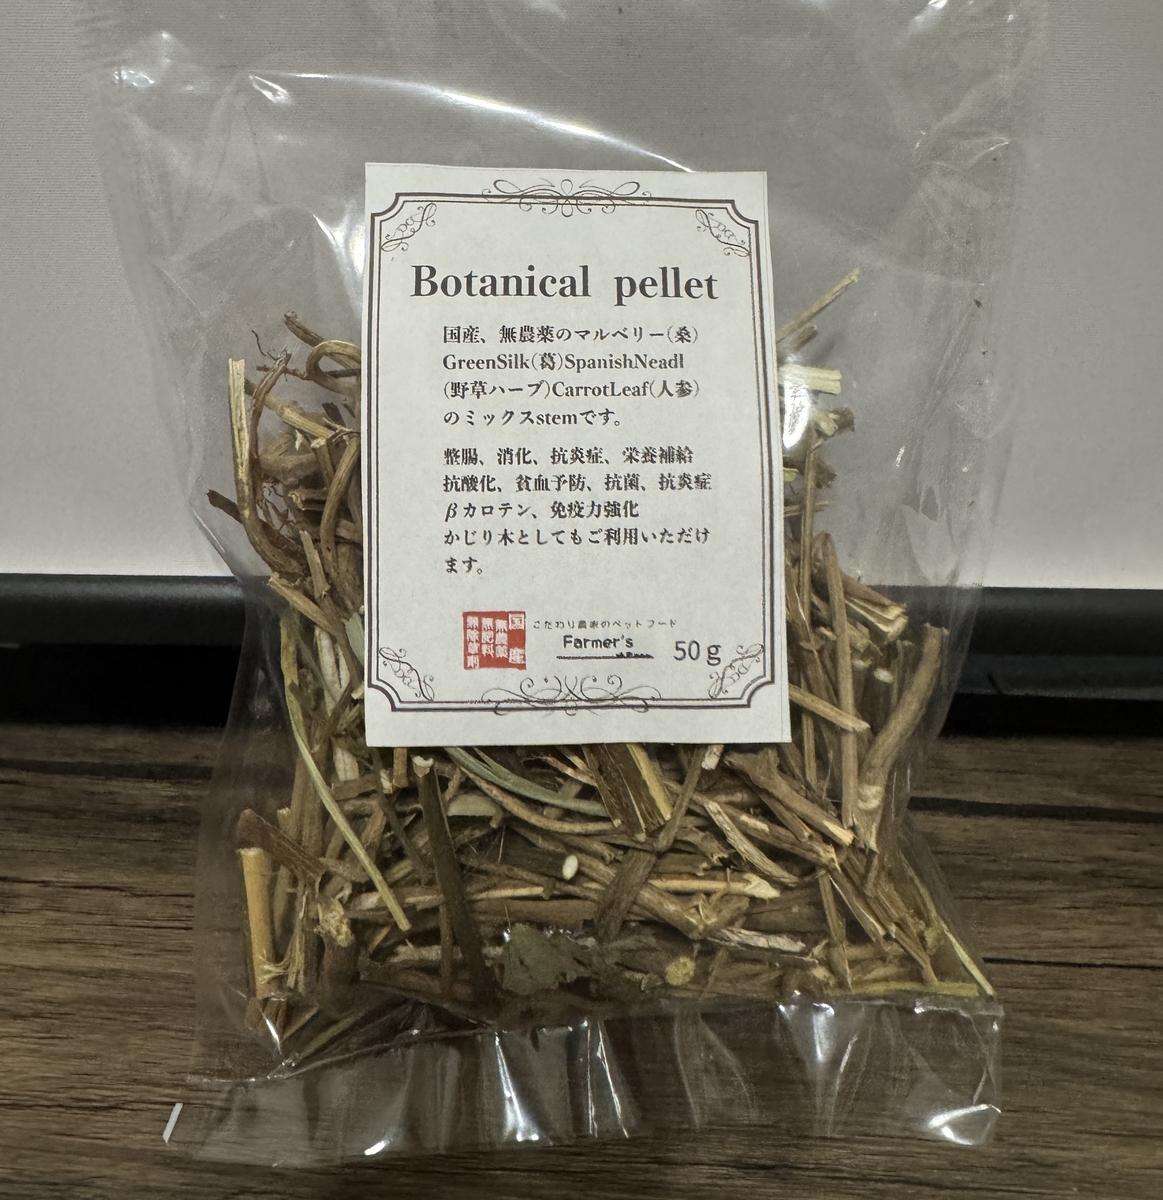 Botanical pellet
国産、無農薬のマルベリー(桑)
GreenSilk(葛)SpanishNeadl
(野草ハーブ)CarrotLeaf(人参)
のミックスstemです。
整腸、消化、抗炎症、栄養補給
抗酸化、貧血予防、抗菌、抗炎症
βカロテン、免疫力強化
かじり木としてもご利用いただけ
ます。
国産
無農薬
無肥料
無除草剤
こだわり農家のペットフード
Farmer's
50g